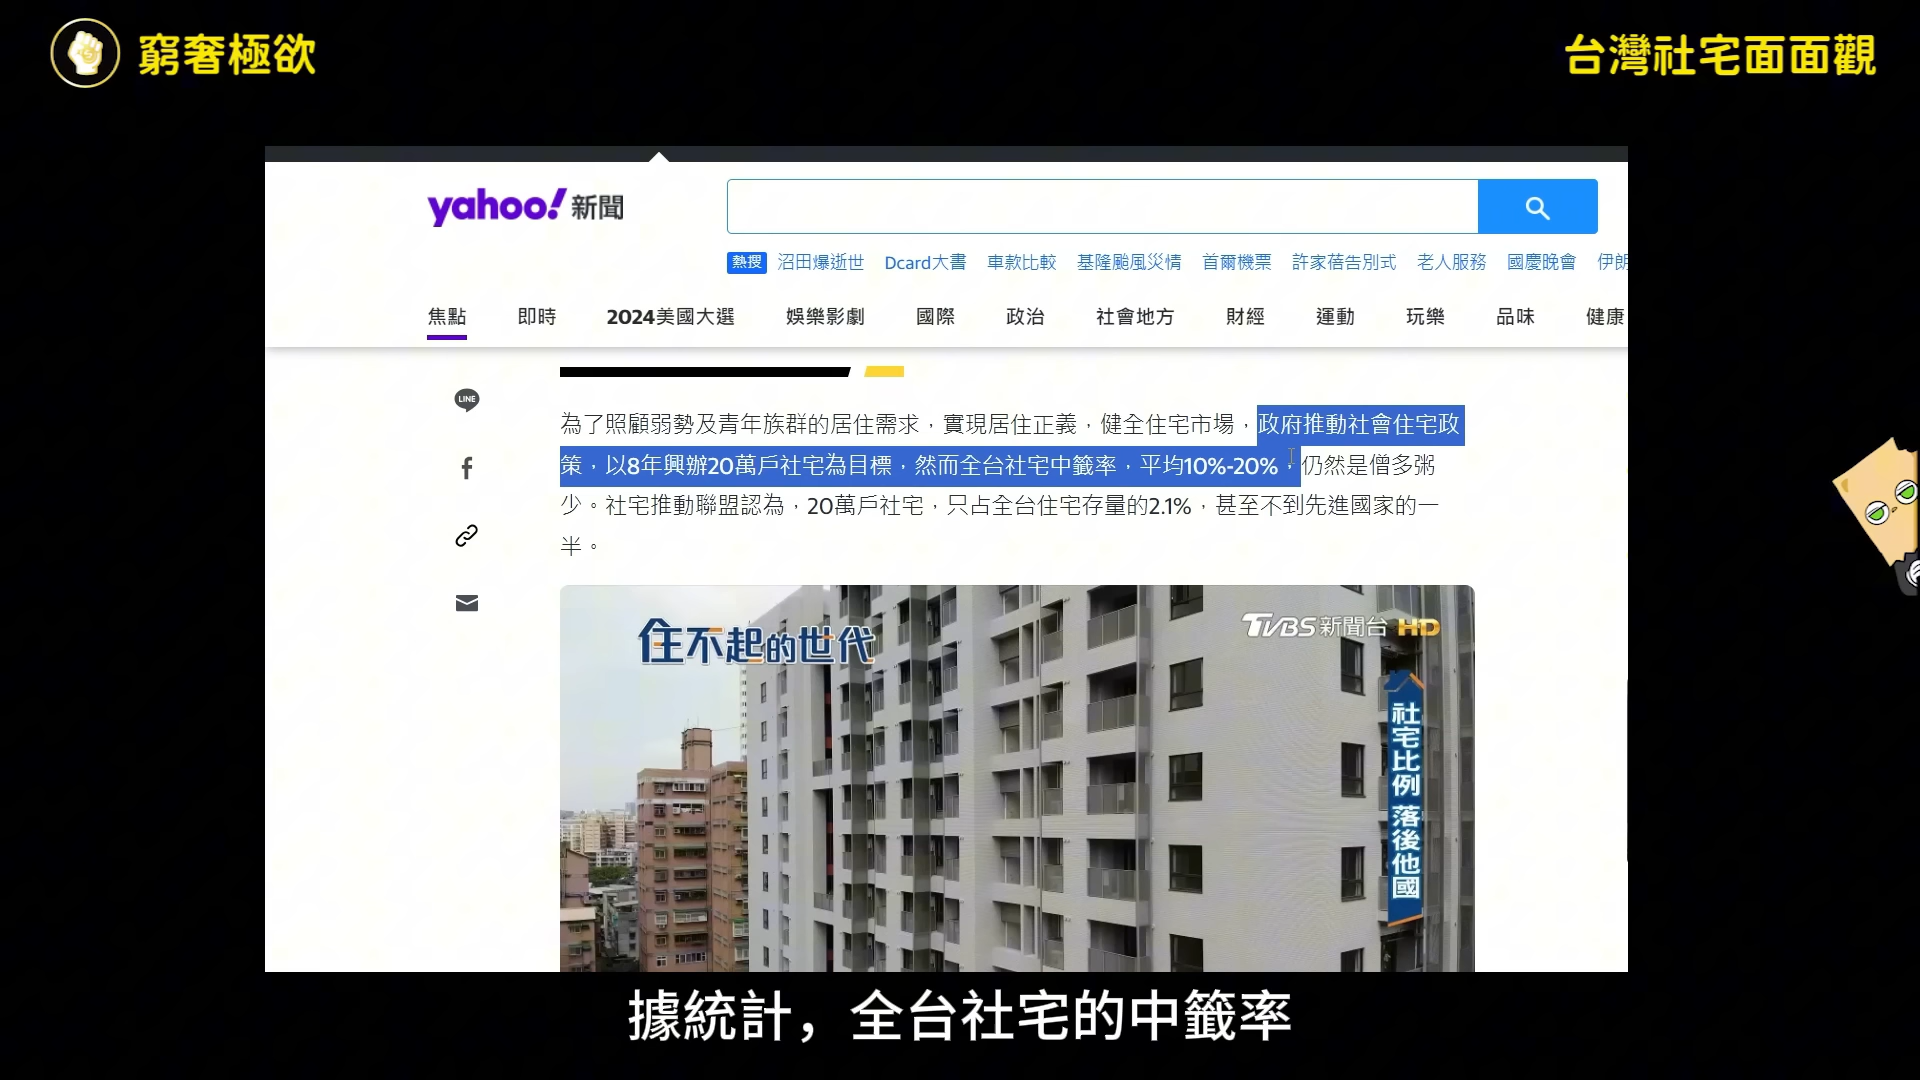 窮奢極欲
台灣社宅面面觀
yahoo!新聞
熱搜 沼田爆逝世 Dcard大書 車款比較 基隆颱風災情 首爾機票 許家蓓告別式 老人服務 國慶晚會 伊朗
焦點 即時 2024美國大選 娛樂影劇 國際 政治 社會地方 財經 運動 玩樂 品味 健康
LINE
為了照顧弱勢及青年族群的居住需求，實現居住正義，健全住宅市場，政府推動社會住宅政
策，以8年興辦20萬戶社宅為目標，然而全台社宅中籤率，平均10%-20%，仍然是僧多粥
少。社宅推動聯盟認為，20萬戶社宅，只占全台住宅存量的2.1%，甚至不到先進國家的一
半。
住不起的世代
TVBS新聞台 HD
社宅比例 落後他國
據統計，全台社宅的中籤率